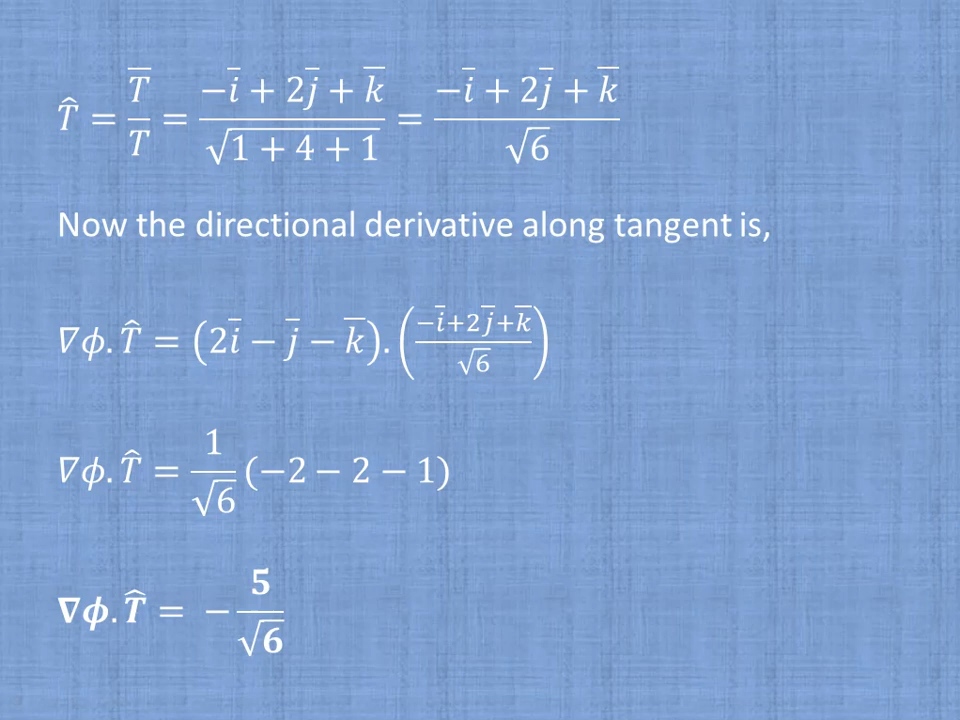 T̂ = T̅/T = (−i̅ + 2j̅ + k̅)/√(1 + 4 + 1) = (−i̅ + 2j̅ + k̅)/√6
Now the directional derivative along tangent is,
∇ϕ. T̂ = (2i̅ − j̅ − k̅). ((−i̅+2j̅+k̅)/√6)
∇ϕ. T̂ = 1/√6 (−2 − 2 − 1)
∇ϕ. T̂ = − 5/√6